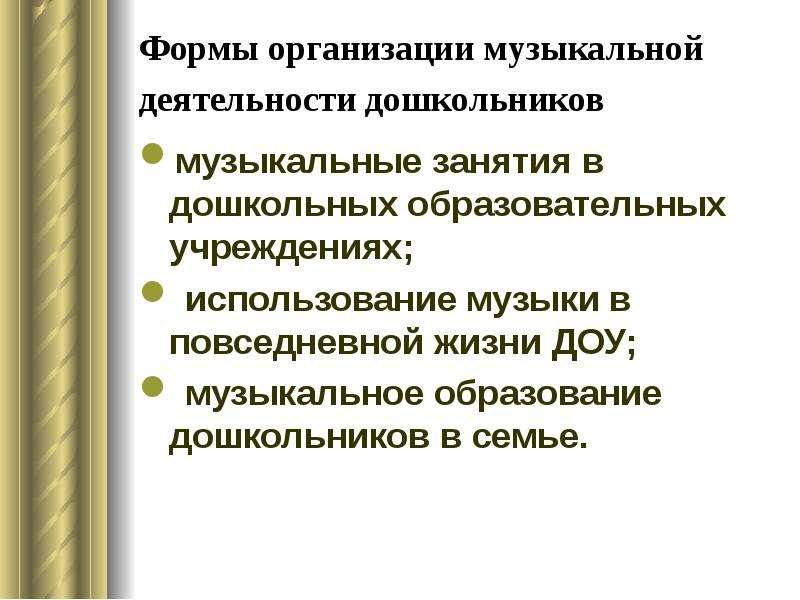 Формы организации музыкальной
деятельности дошкольников
музыкальные занятия в
дошкольных образовательных
учреждениях;
использование музыки в
повседневной жизни ДОУ;
музыкальное образование
дошкольников в семье.